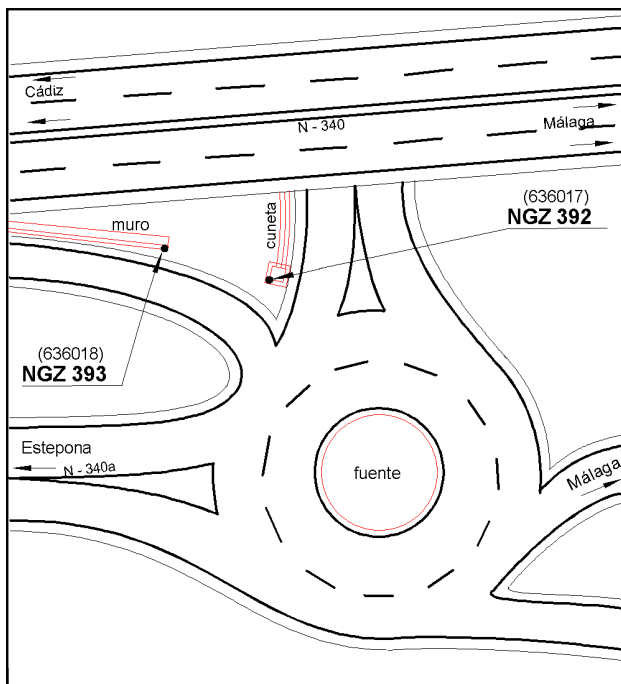 Cádiz
N - 340
Málaga
(636017)
NGZ 392
muro
cuneta
(636018)
NGZ 393
Estepona
N - 340a
fuente
Málaga